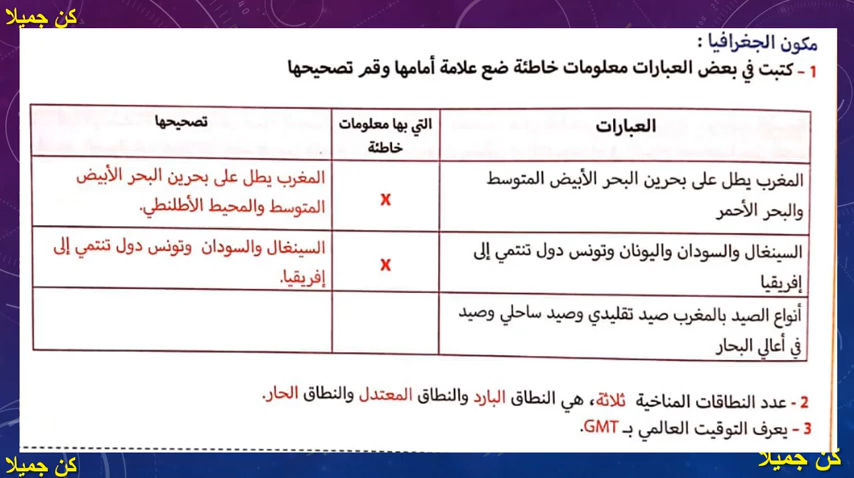 كن جميلا
مكون الجغرافيا :
1 - كتبت في بعض العبارات معلومات خاطئة ضع علامة أمامها وقم تصحيحها
العبارات
التي بها معلومات
خاطئة
تصحيحها
المغرب يطل على بحرين البحر الأبيض المتوسط
والبحر الأحمر
X
المغرب يطل على بحرين البحر الأبيض
المتوسط والمحيط الأطلنطي.
السينغال والسودان واليونان وتونس دول تنتمي إلى
إفريقيا
X
السينغال والسودان وتونس دول تنتمي إلى
إفريقيا.
أنواع الصيد بالمغرب صيد تقليدي وصيد ساحلي وصيد
في أعالي البحار
2 - عدد النطاقات المناخية ثلاثة، هي النطاق البارد والنطاق المعتدل والنطاق الحار.
3 - يعرف التوقيت العالمي بـ GMT.
كن جميلا
كن جميلا